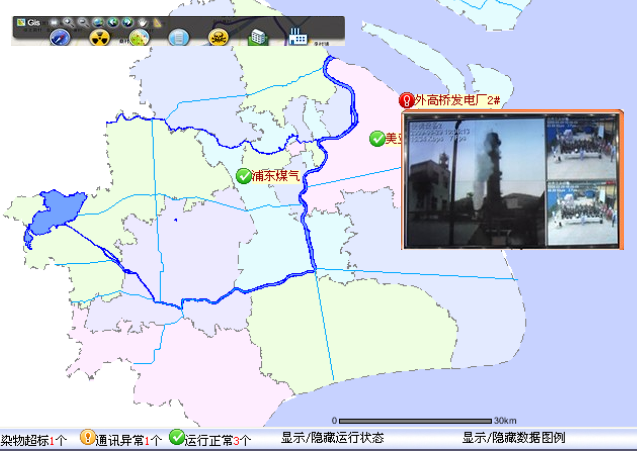 Gis
外高桥发电厂2#
美
浦东煤气
0
30km
染物超标1个
通讯异常1个
运行正常3个
显示/隐藏运行状态
显示/隐藏数据图例